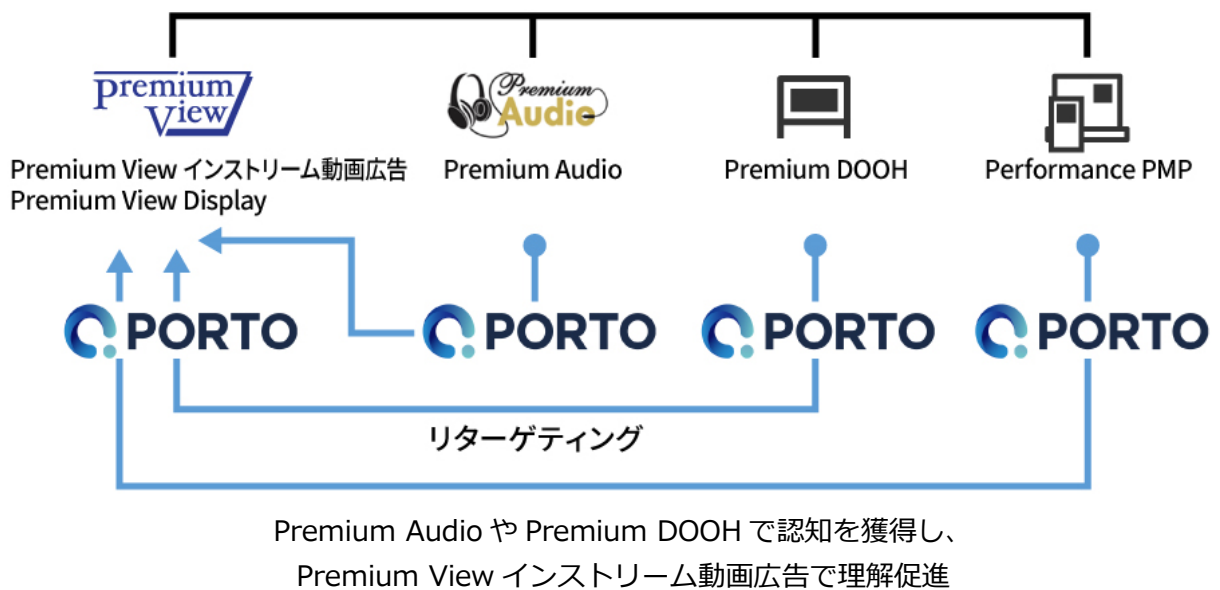 Premium View
Premium Audio
Premium View インストリーム動画広告
Premium View Display
Premium Audio
Premium DOOH
Performance PMP
PORTO
PORTO
PORTO
PORTO
リターゲティング
Premium Audio や Premium DOOH で認知を獲得し、
Premium View インストリーム動画広告で理解促進